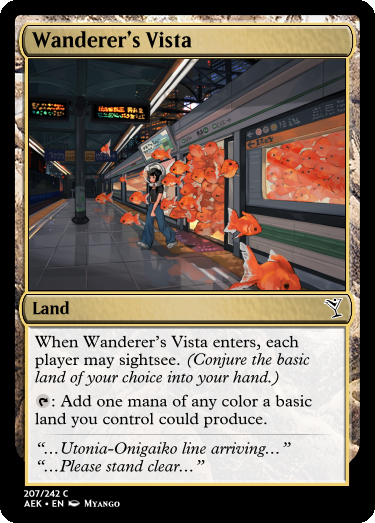 Wanderer's Vista
Land
When Wanderer's Vista enters, each
player may sightsee. (Conjure the basic
land of your choice into your hand.)
: Add one mana of any color a basic
land you control could produce.
"…Utonia-Onigaiko line arriving…"
"…Please stand clear…"
207/242 C
AEK • EN Myango